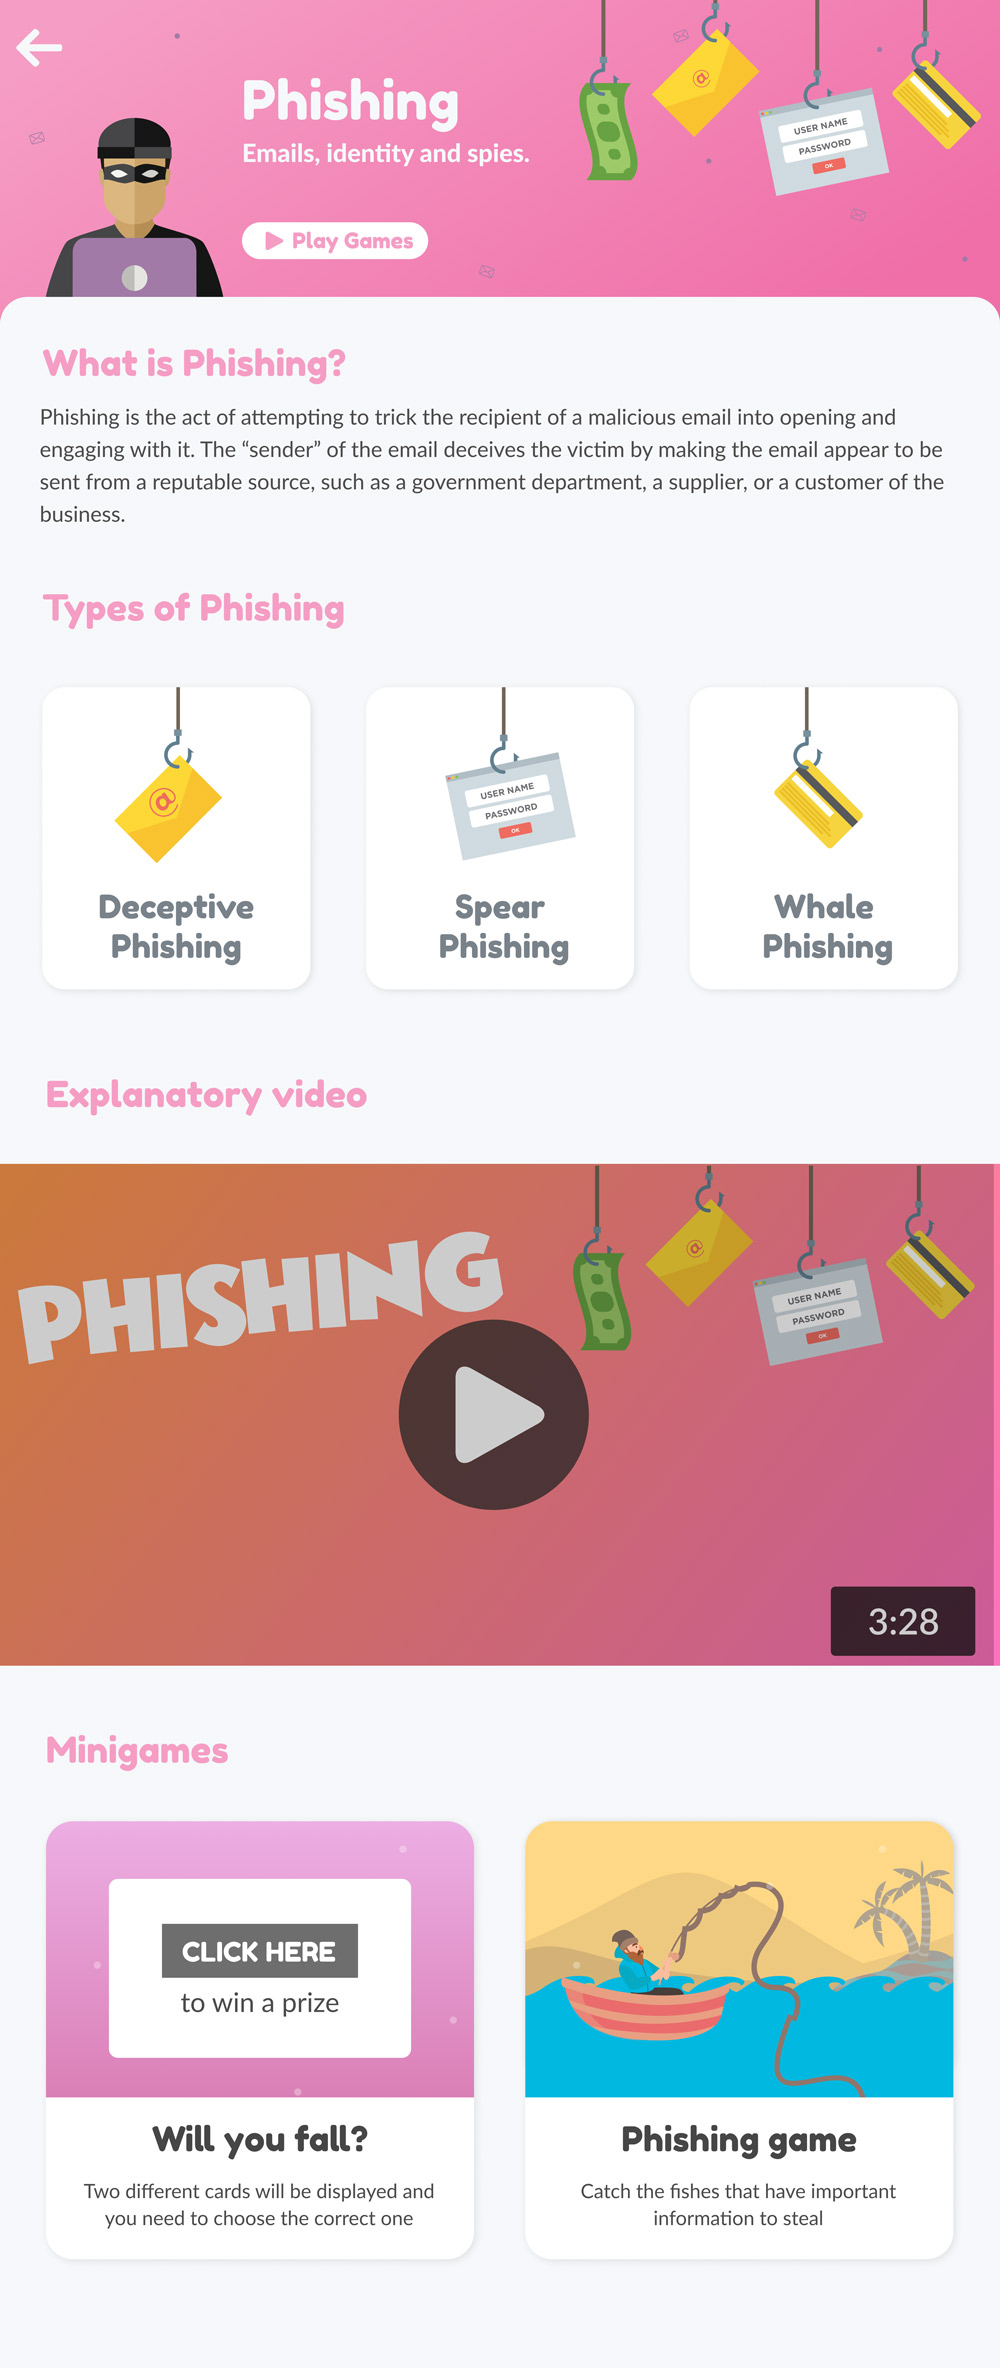 Phishing
Emails, identity and spies.
Play Games
@
USER NAME
PASSWORD
OK
What is Phishing?
Phishing is the act of attempting to trick the recipient of a malicious email into opening and
engaging with it. The “sender” of the email deceives the victim by making the email appear to be
sent from a reputable source, such as a government department, a supplier, or a customer of the
business.
Types of Phishing
@
Deceptive
Phishing
USER NAME
PASSWORD
OK
Spear
Phishing
Whale
Phishing
Explanatory video
PHISHING
@
USER NAME
PASSWORD
OK
3:28
Minigames
CLICK HERE
to win a prize
Will you fall?
Two different cards will be displayed and
you need to choose the correct one
Phishing game
Catch the fishes that have important
information to steal